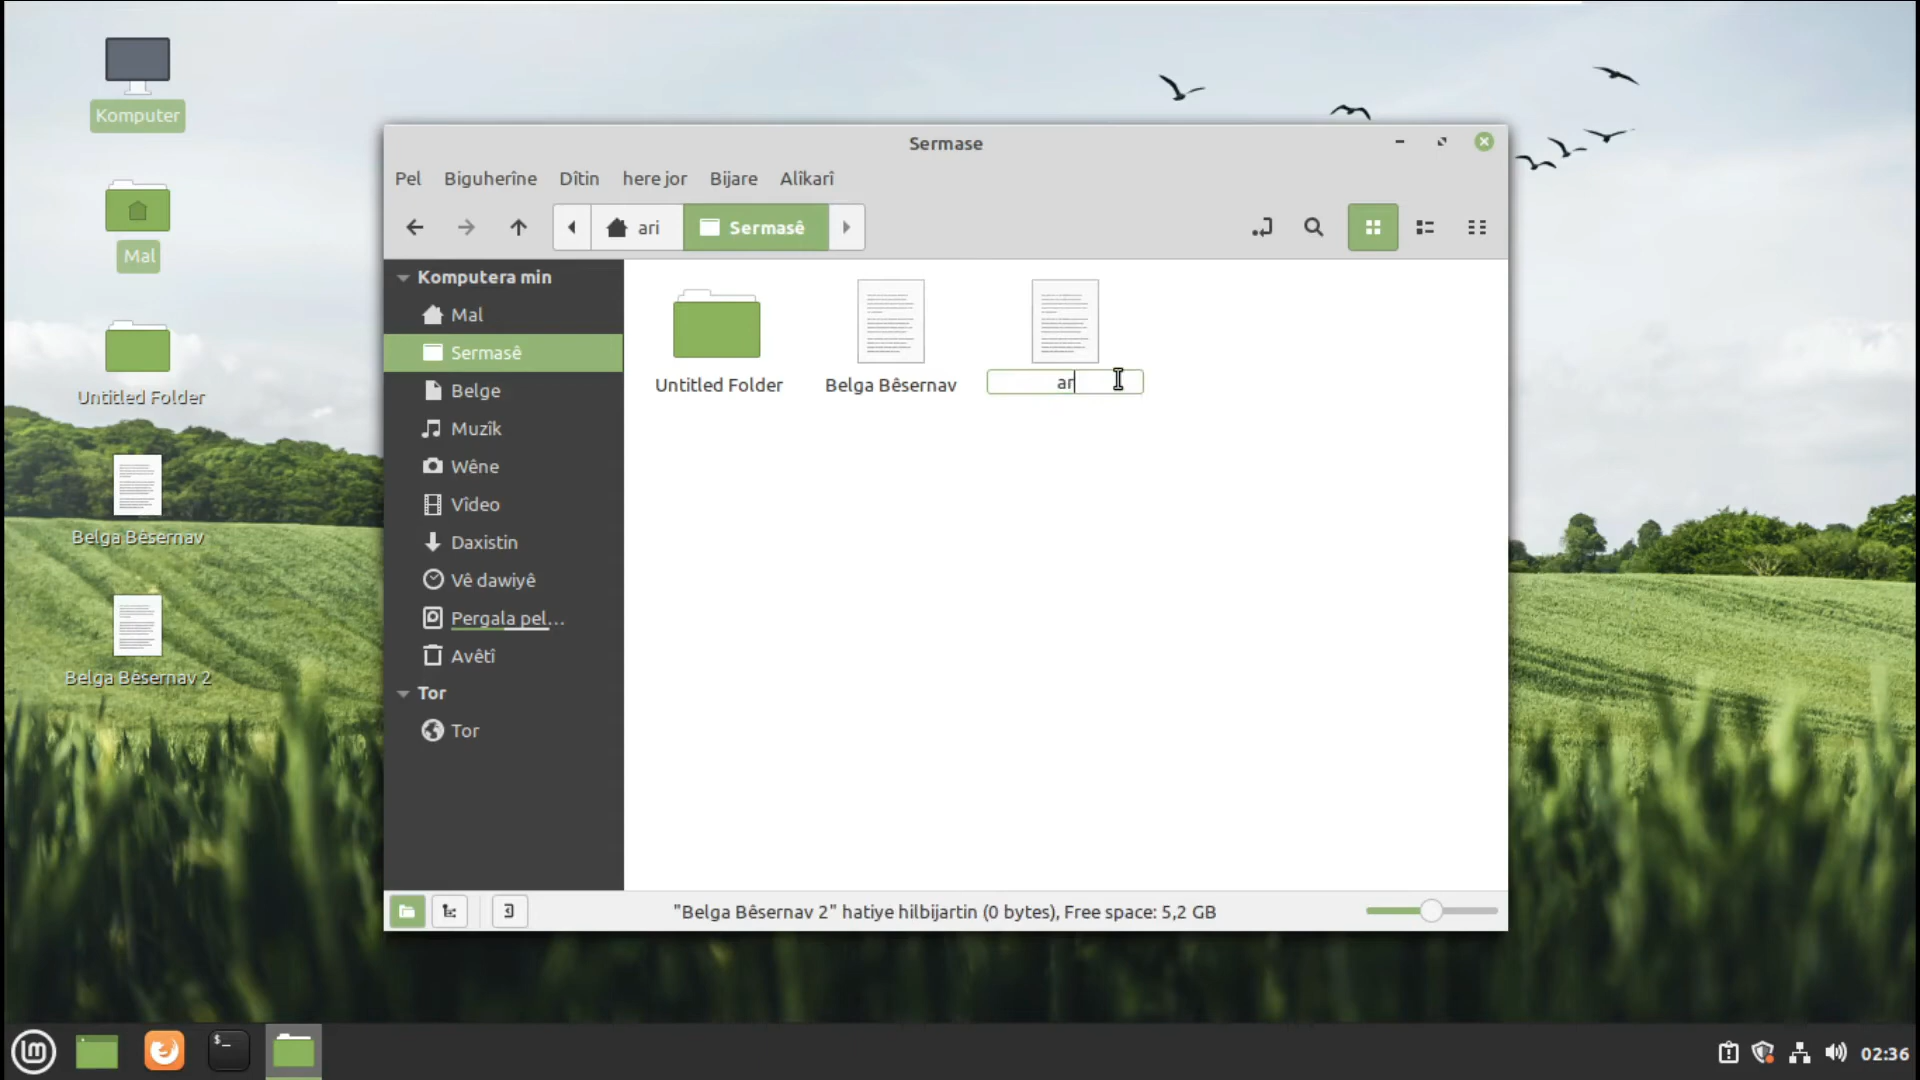 Komputer
Mal
Untitled Folder
Belga Bêsernav
Belga Bêsernav 2
Sermase
Pel Biguherîne Dîtin here jor Bijare Alîkarî
ari Sermasê
Komputera min
Mal
Sermasê
Belge
Muzîk
Wêne
Vîdeo
Daxistin
Vê dawiyê
Pergala pel...
Avêtî
Tor
Tor
Untitled Folder Belga Bêsernav ar
"Belga Bêsernav 2" hatiye hilbijartin (0 bytes), Free space: 5,2 GB
$_
02:36